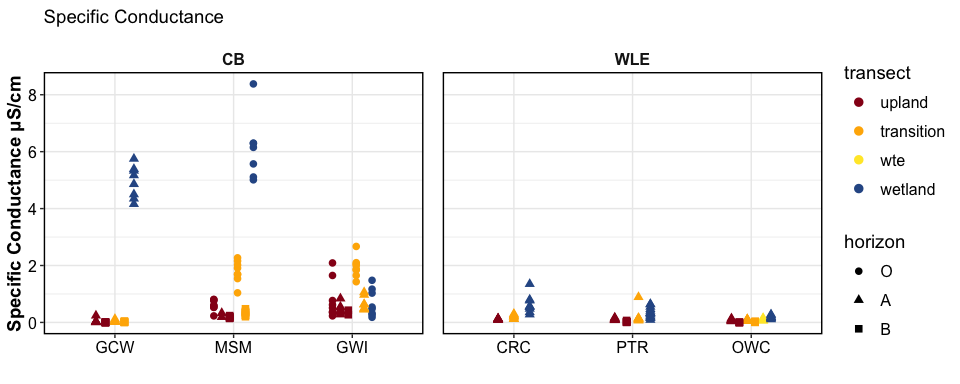 Specific Conductance
CB
WLE
Specific Conductance µS/cm
8
6
4
2
0
GCW
MSM
GWI
CRC
PTR
OWC
transect
upland
transition
wte
wetland
horizon
O
A
B